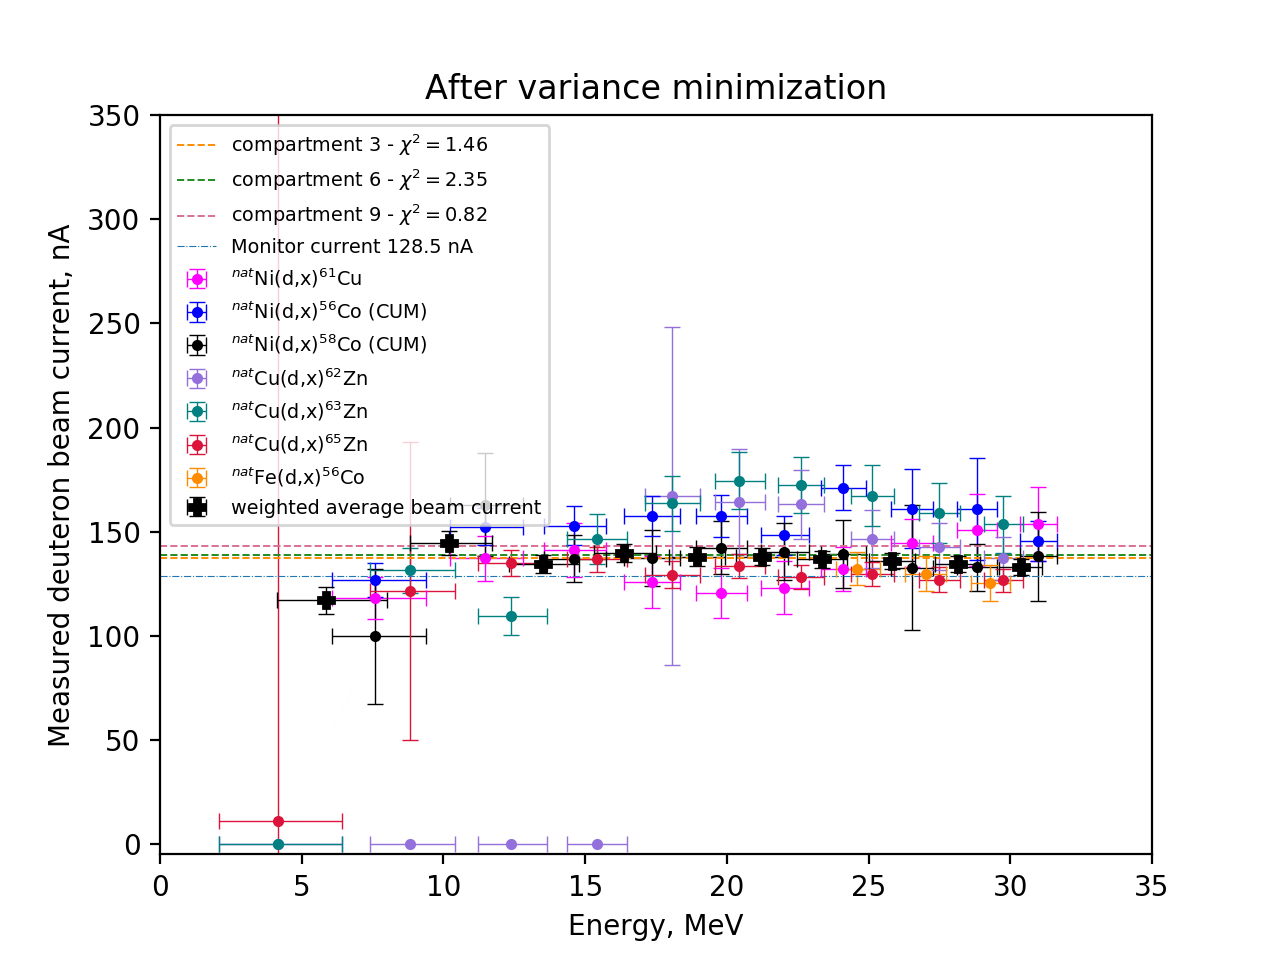 After variance minimization
Measured deuteron beam current, nA
350
300
250
200
150
100
50
0
compartment 3 - χ² = 1.46
compartment 6 - χ² = 2.35
compartment 9 - χ² = 0.82
Monitor current 128.5 nA
ⁿᵃᵗNi(d,x)⁶¹Cu
ⁿᵃᵗNi(d,x)⁵⁶Co (CUM)
ⁿᵃᵗNi(d,x)⁵⁸Co (CUM)
ⁿᵃᵗCu(d,x)⁶²Zn
ⁿᵃᵗCu(d,x)⁶³Zn
ⁿᵃᵗCu(d,x)⁶⁵Zn
ⁿᵃᵗFe(d,x)⁵⁶Co
weighted average beam current
0 5 10 15 20 25 30 35
Energy, MeV